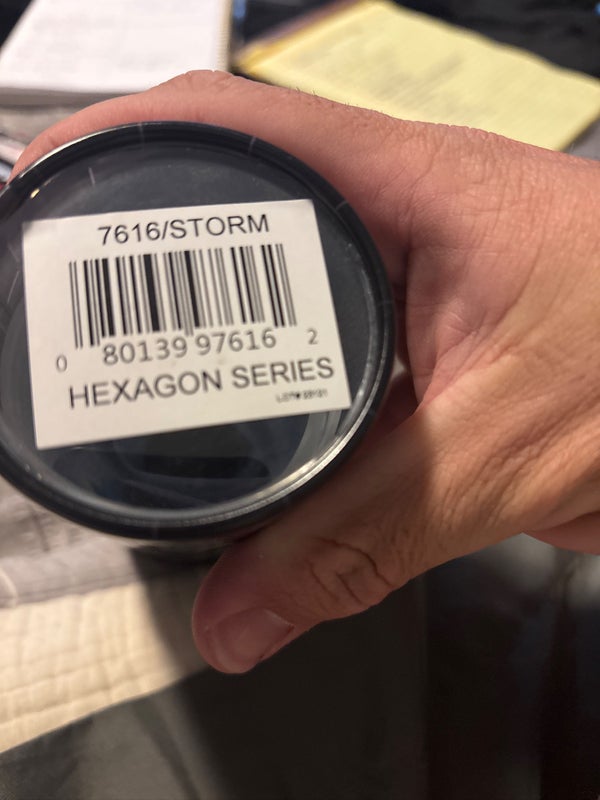 7616/STORM
0 80139 97616 2
HEXAGON SERIES